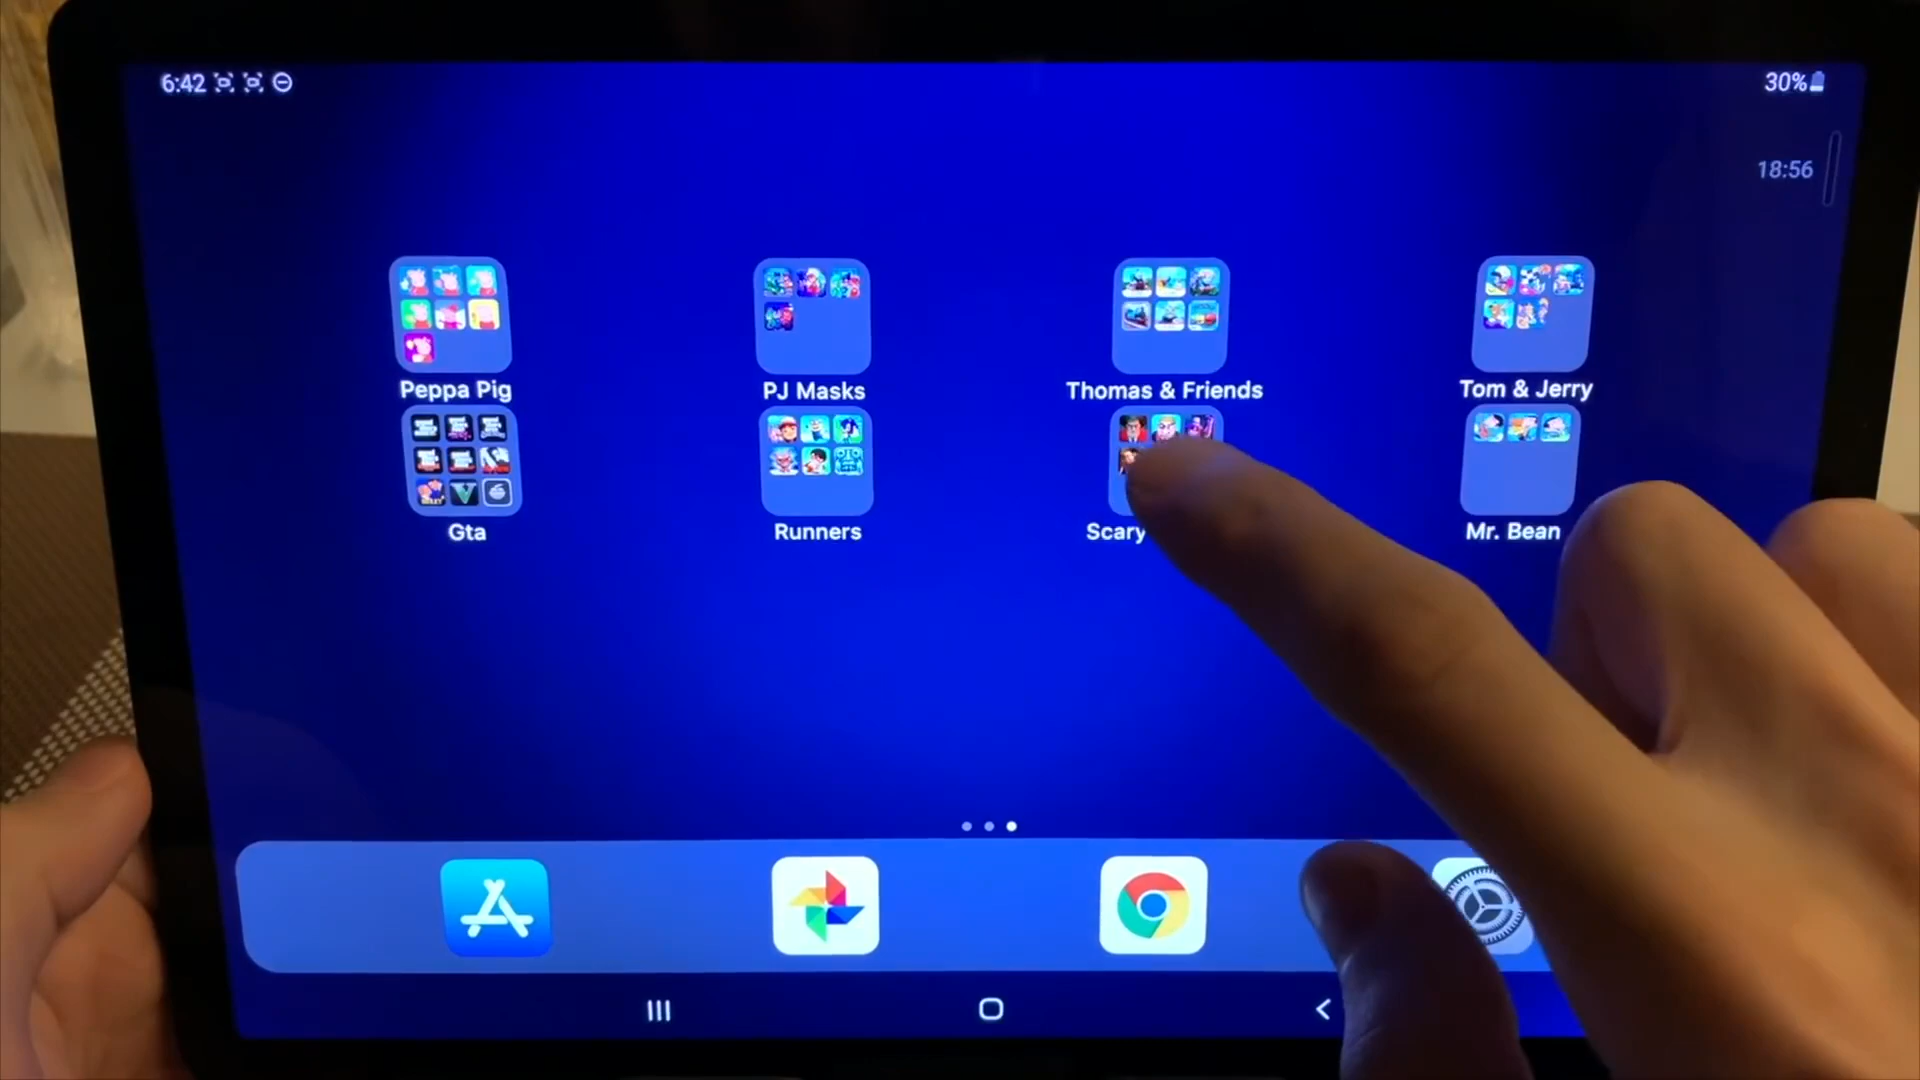 6:42
30%
18:56
Peppa Pig
PJ Masks
Thomas & Friends
Tom & Jerry
Gta
Runners
Scary
Mr. Bean